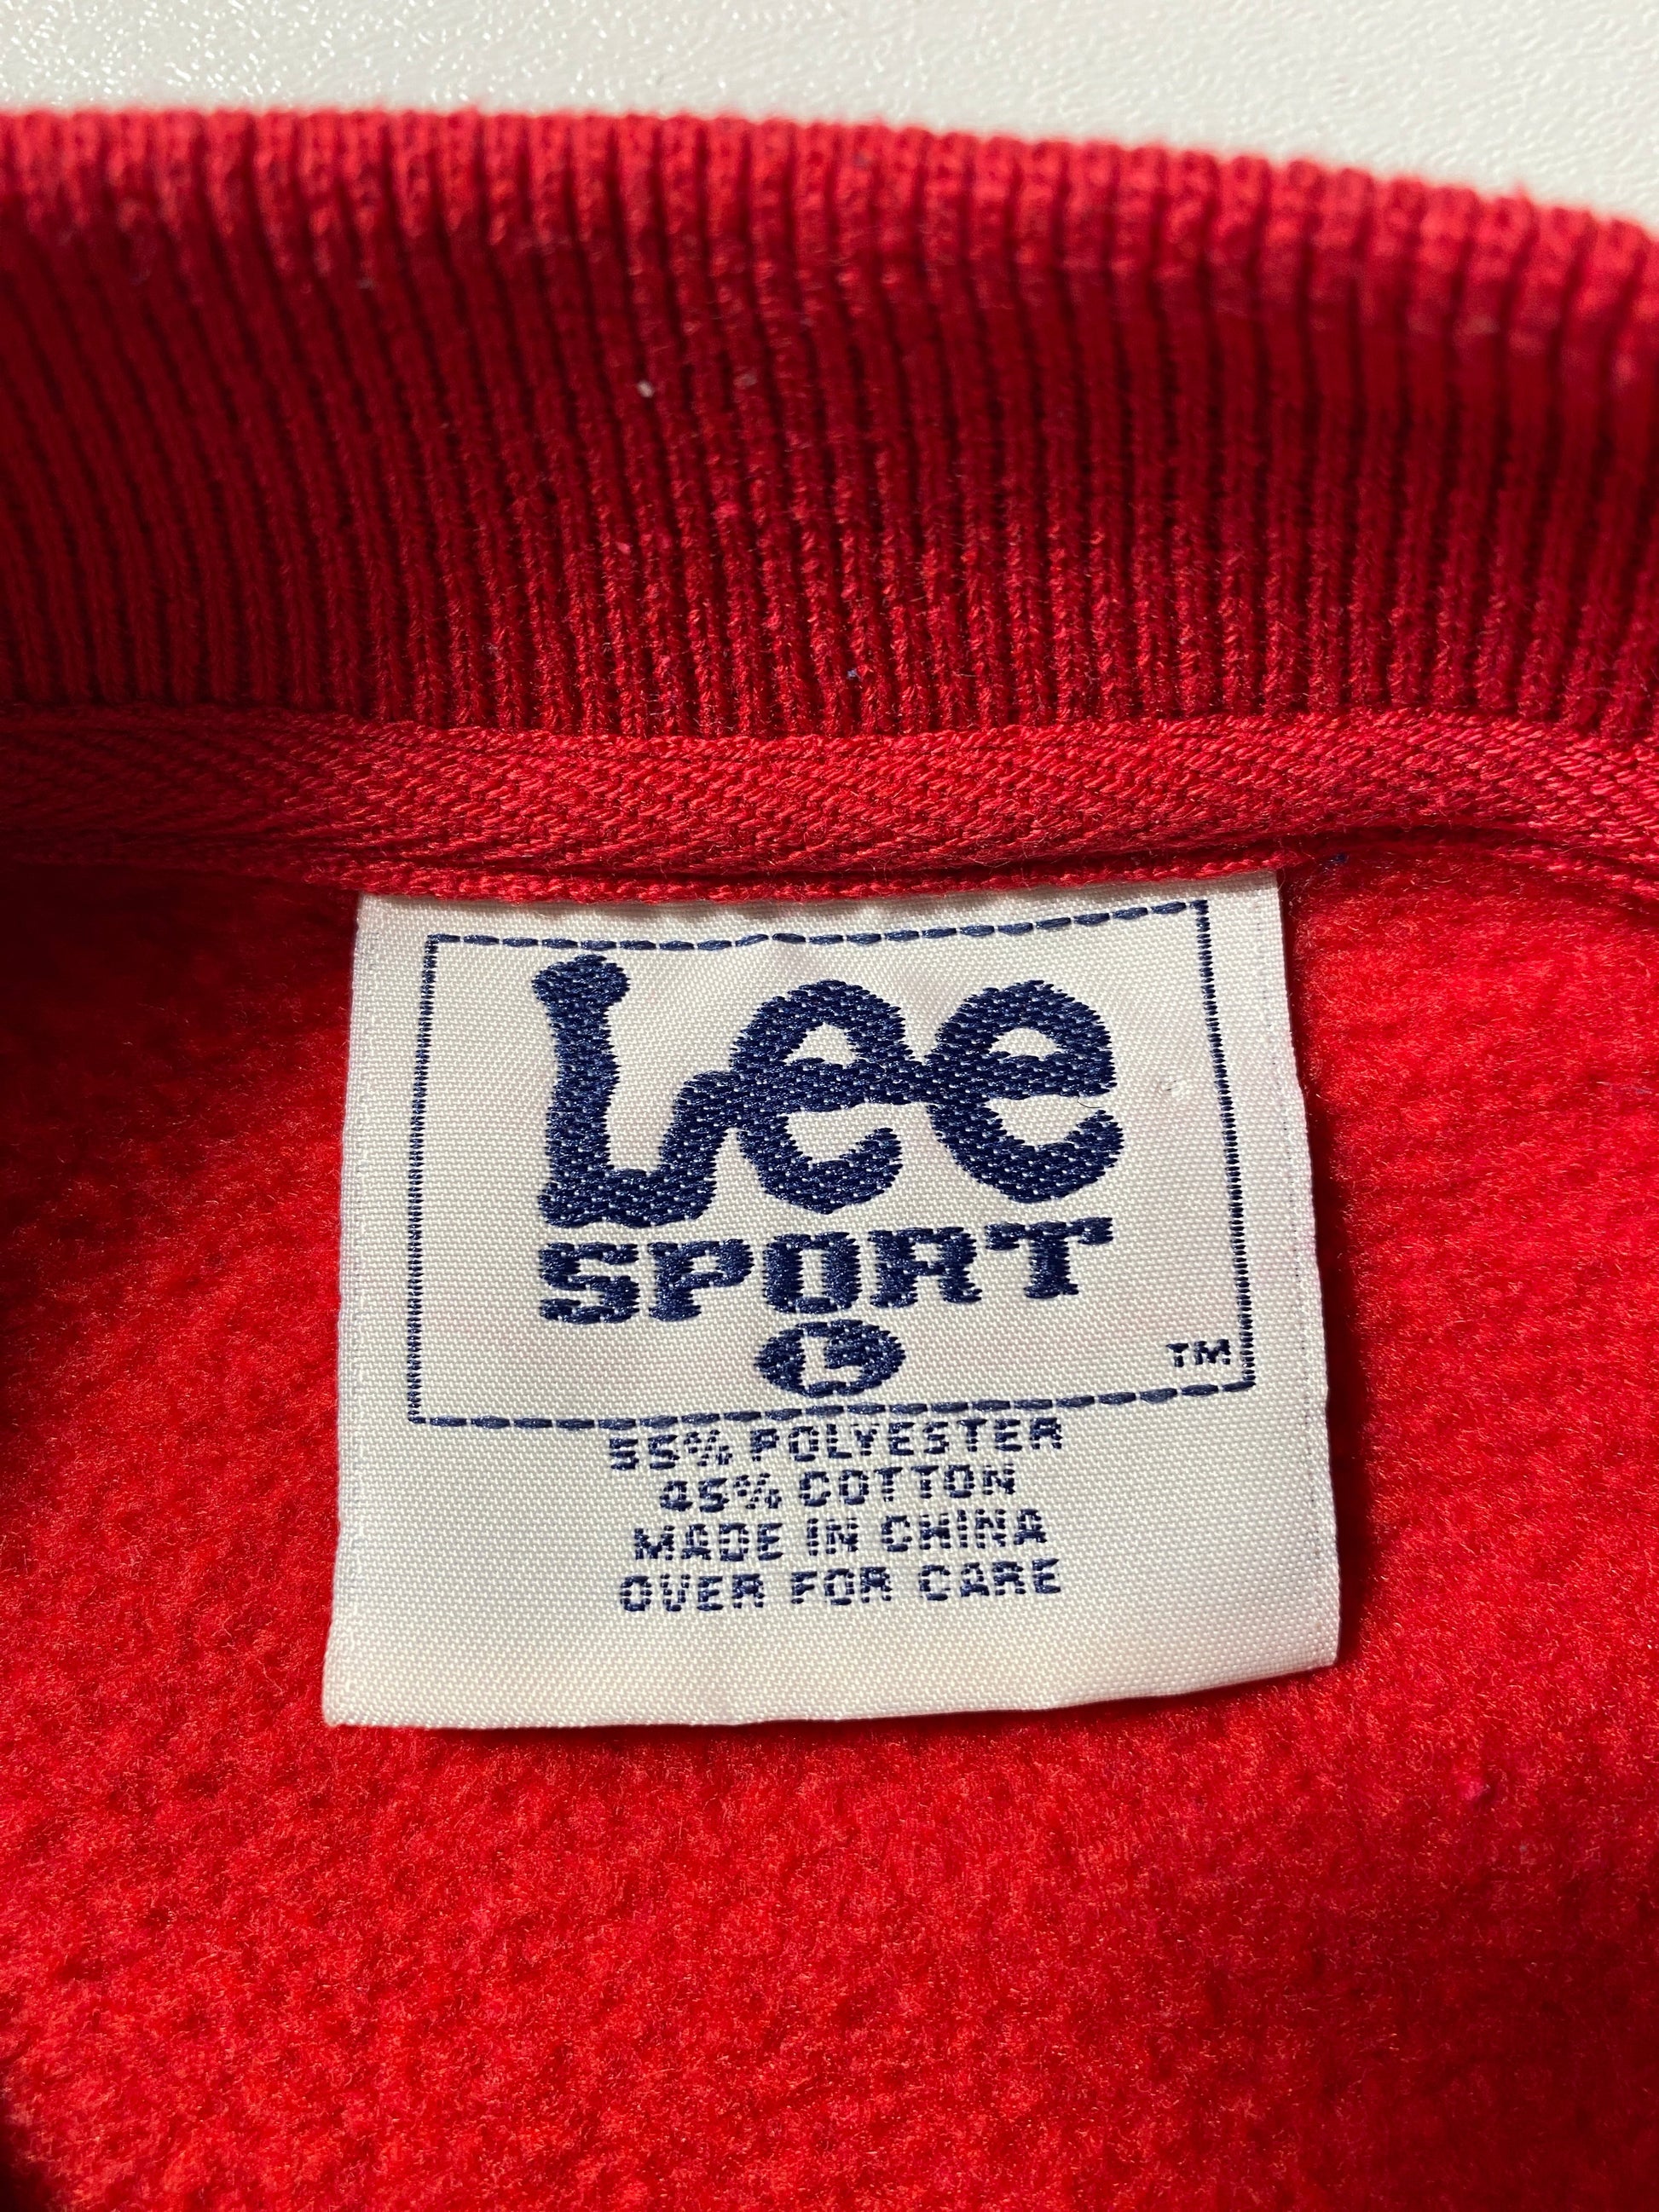 Lee
SPORT
L
TM
55% POLYESTER
45% COTTON
MADE IN CHINA
OVER FOR CARE